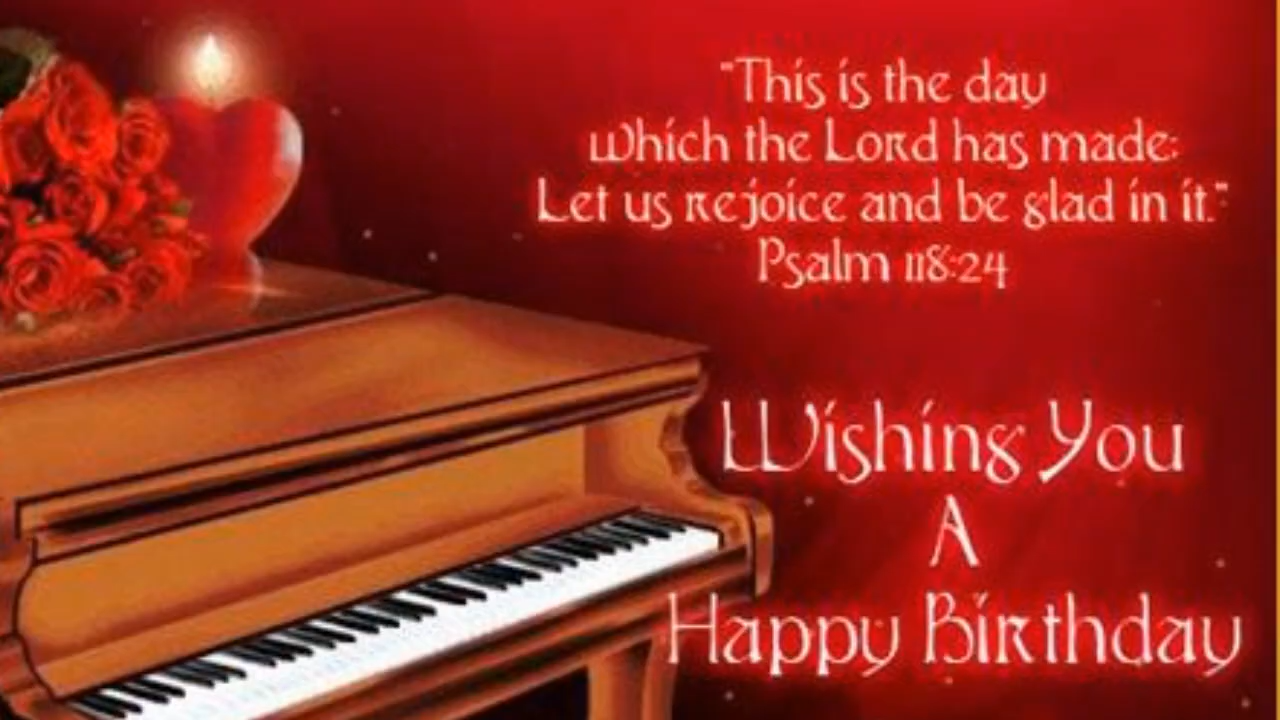 "This is the day
which the Lord has made;
Let us rejoice and be glad in it."
Psalm 118:24
Wishing You
A
Happy Birthday